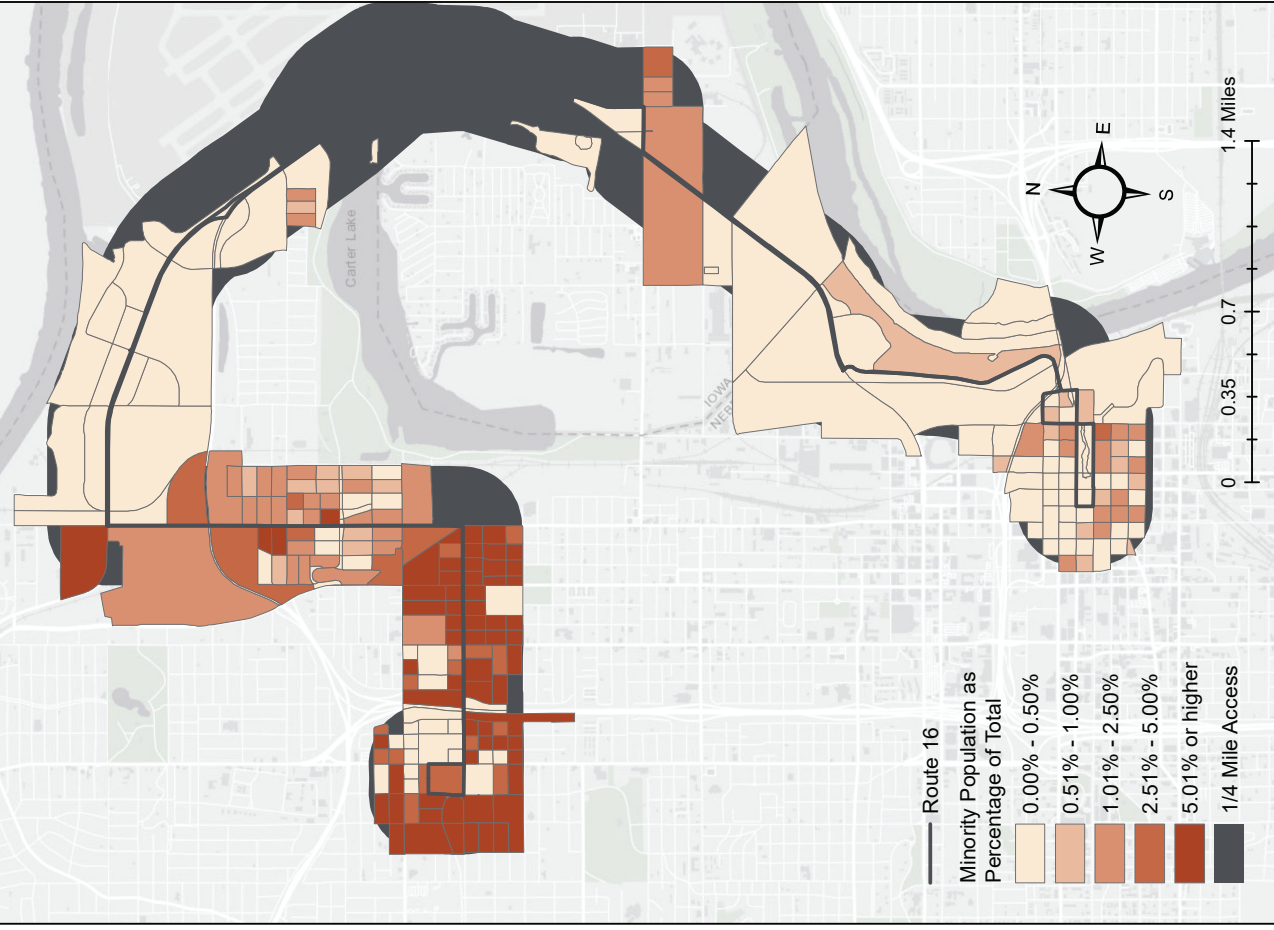 Carter Lake
IOWA
NEB
N
E
S
W
Route 16
Minority Population as
Percentage of Total
0.00% - 0.50%
0.51% - 1.00%
1.01% - 2.50%
2.51% - 5.00%
5.01% or higher
1/4 Mile Access
0 0.35 0.7 1.4 Miles